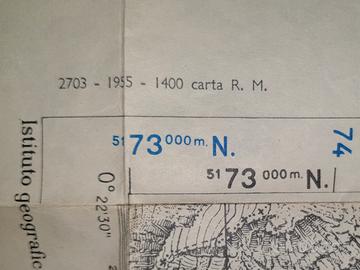 2703 - 1955 - 1400 carta R. M.
5173000m. N.
74
5173000m. N.
Istituto geografic
0° 22'30"